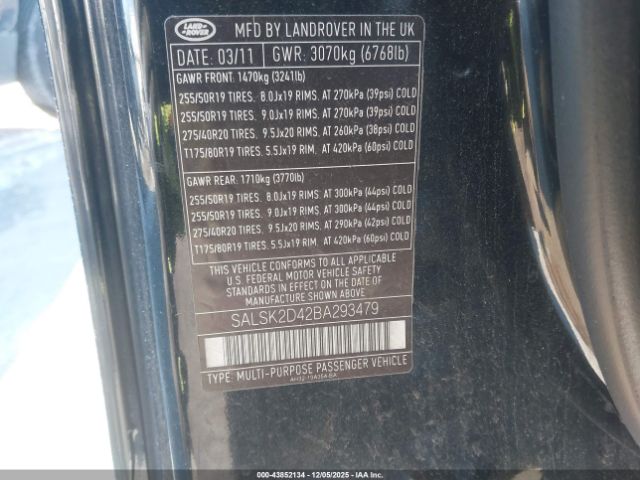 LAND ROVER
MFD BY LANDROVER IN THE UK
DATE: 03/11 GWR: 3070kg (6768lb)
GAWR FRONT: 1470kg (3241lb)
255/50R19 TIRES. 8.0Jx19 RIMS. AT 270kPa (39psi) COLD
255/50R19 TIRES. 9.0Jx19 RIMS. AT 270kPa (39psi) COLD
275/40R20 TIRES. 9.5Jx20 RIMS. AT 260kPa (38psi) COLD
T175/80R19 TIRES. 5.5Jx19 RIM. AT 420kPa (60psi) COLD
GAWR REAR: 1710kg (3770lb)
255/50R19 TIRES. 8.0Jx19 RIMS. AT 300kPa (44psi) COLD
255/50R19 TIRES. 9.0Jx19 RIMS. AT 300kPa (44psi) COLD
275/40R20 TIRES. 9.5Jx20 RIMS. AT 290kPa (42psi) COLD
T175/80R19 TIRES. 5.5Jx19 RIM. AT 420kPa (60psi) COLD
THIS VEHICLE CONFORMS TO ALL APPLICABLE
U.S. FEDERAL MOTOR VEHICLE SAFETY
STANDARDS IN EFFECT ON THE DATE OF
MANUFACTURE SHOWN ABOVE.
SALSK2D42BA293479
TYPE: MULTI-PURPOSE PASSENGER VEHICLE
00-43852134 - 12/05/2025 - IAA, Inc.